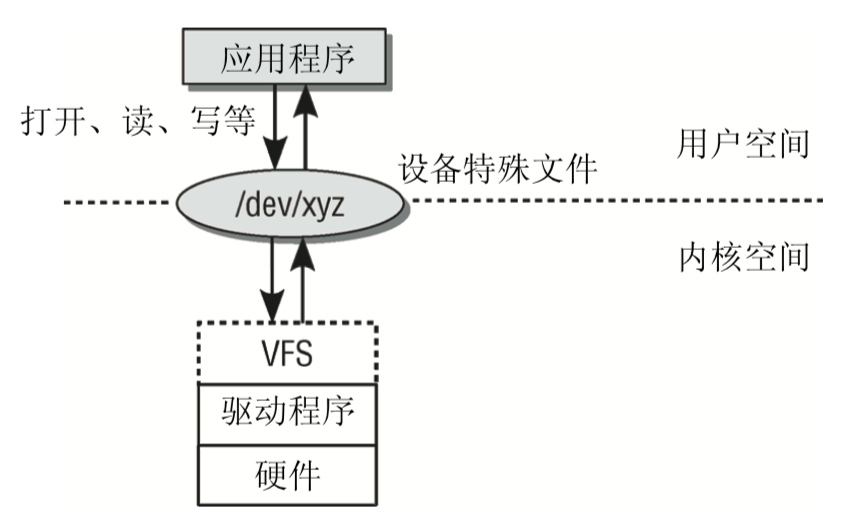 应用程序
打开、读、写等
用户空间
设备特殊文件
/dev/xyz
内核空间
VFS
驱动程序
硬件